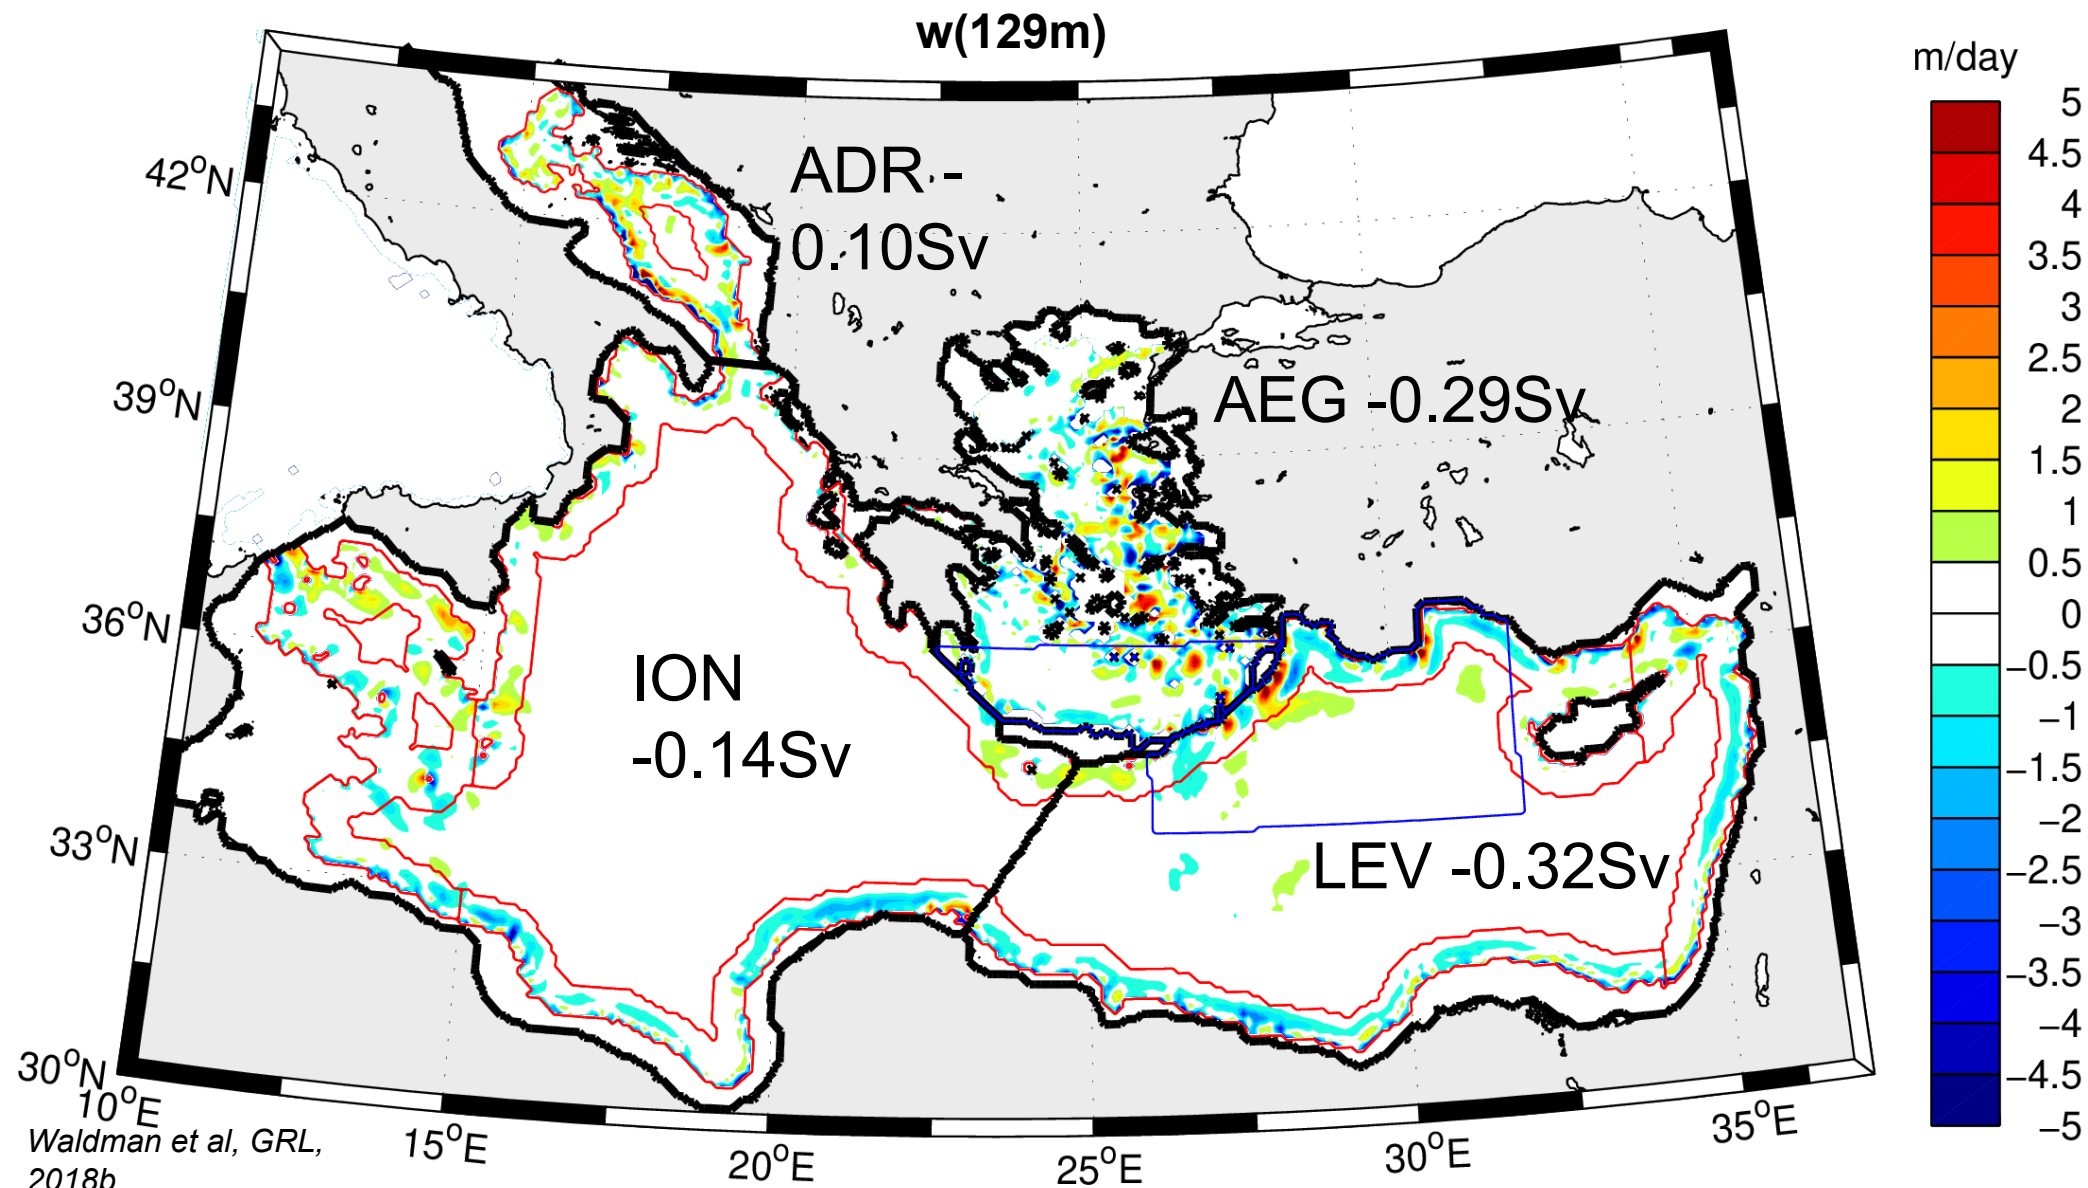 w(129m)
m/day
5
4.5
4
3.5
3
2.5
2
1.5
1
0.5
0
−0.5
−1
−1.5
−2
−2.5
−3
−3.5
−4
−4.5
−5
42°N
39°N
36°N
33°N
30°N
10°E
15°E
20°E
25°E
30°E
35°E
ADR -
0.10Sv
AEG -0.29Sv
ION
-0.14Sv
LEV -0.32Sv
Waldman et al, GRL,
2018b